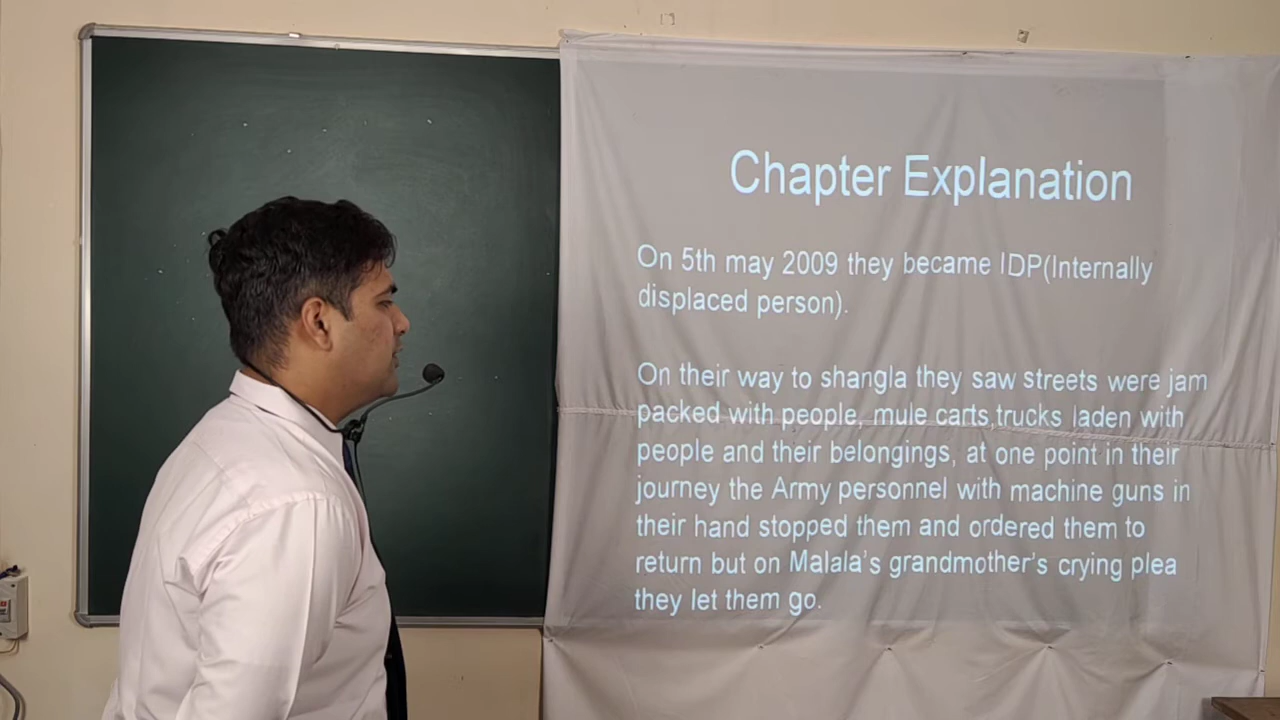 Chapter Explanation
On 5th may 2009 they became IDP(Internally
displaced person).
On their way to shangla they saw streets were jam
packed with people, mule carts,trucks laden with
people and their belongings, at one point in their
journey the Army personnel with machine guns in
their hand stopped them and ordered them to
return but on Malala's grandmother's crying plea
they let them go.